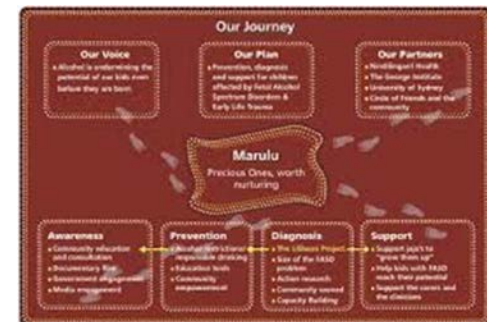 Our Journey
Our Voice
Alcohol is undermining the
potential of our kids even
before they are born
Our Plan
Prevention, diagnosis
and support for children
affected by Fetal Alcohol
Spectrum Disorders &
Early Life Trauma
Our Partners
Nindilingarri Health
The George Institute
University of Sydney
Circle of Friends and the
community
Marulu
Precious Ones, worth
nurturing
Awareness
Community education
and consultation
Documentary film
Government engagement
Media engagement
Prevention
Alcohol restrictions/
responsible drinking
Education tools
Community
empowerment
Diagnosis
The Lililwan Project
Size of the FASD
problem
Action research
Community owned
Capacity Building
Support
Support
"grow them up"
Help kids with FASD
reach their potential
Support the carers and
the clinicians